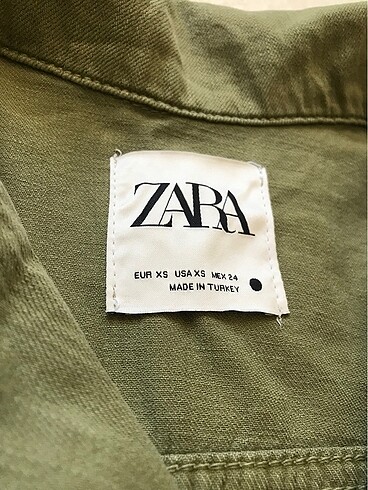 ZARA
EUR XS USA XS MEX 24
MADE IN TURKEY